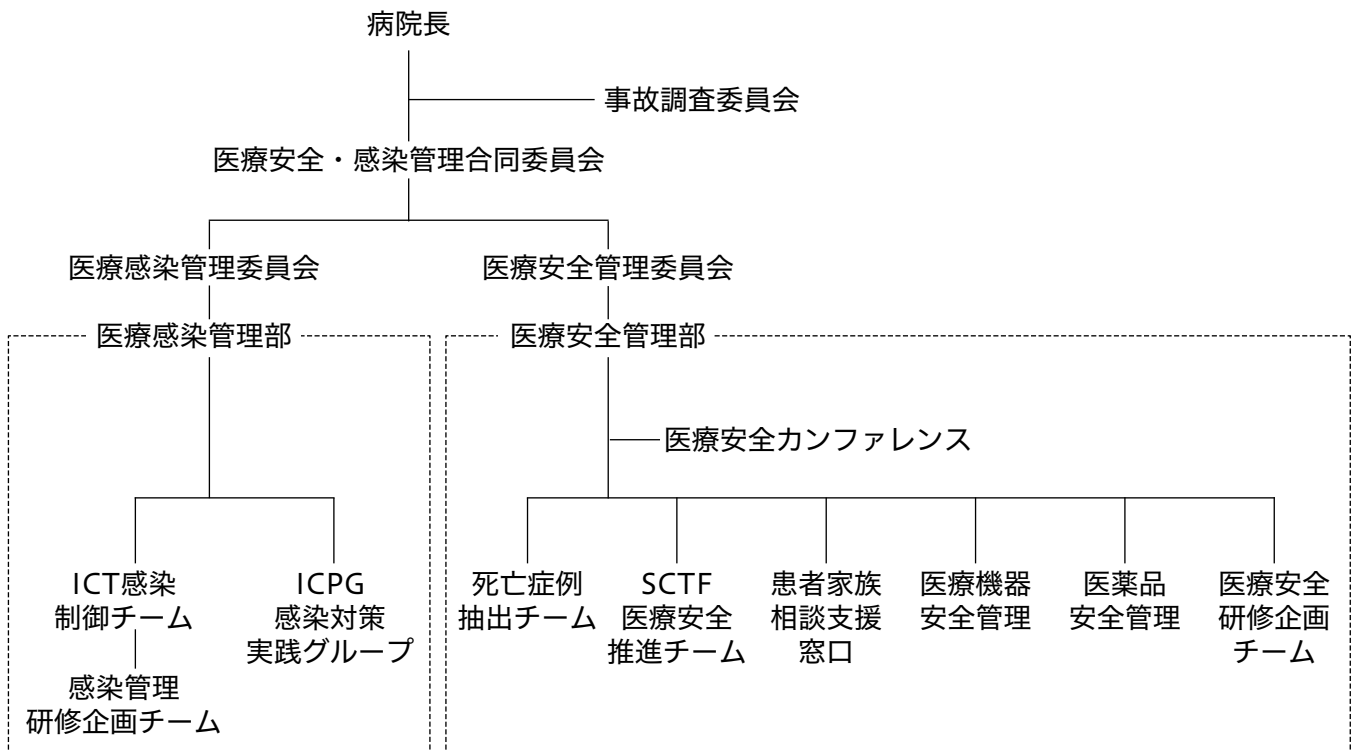 病院長
事故調査委員会
医療安全・感染管理合同委員会
医療感染管理委員会
医療安全管理委員会
医療感染管理部
医療安全管理部
医療安全カンファレンス
ICT感染
制御チーム
ICPG
感染対策
実践グループ
感染管理
研修企画チーム
死亡症例
抽出チーム
SCTF
医療安全
推進チーム
患者家族
相談支援
窓口
医療機器
安全管理
医薬品
安全管理
医療安全
研修企画
チーム